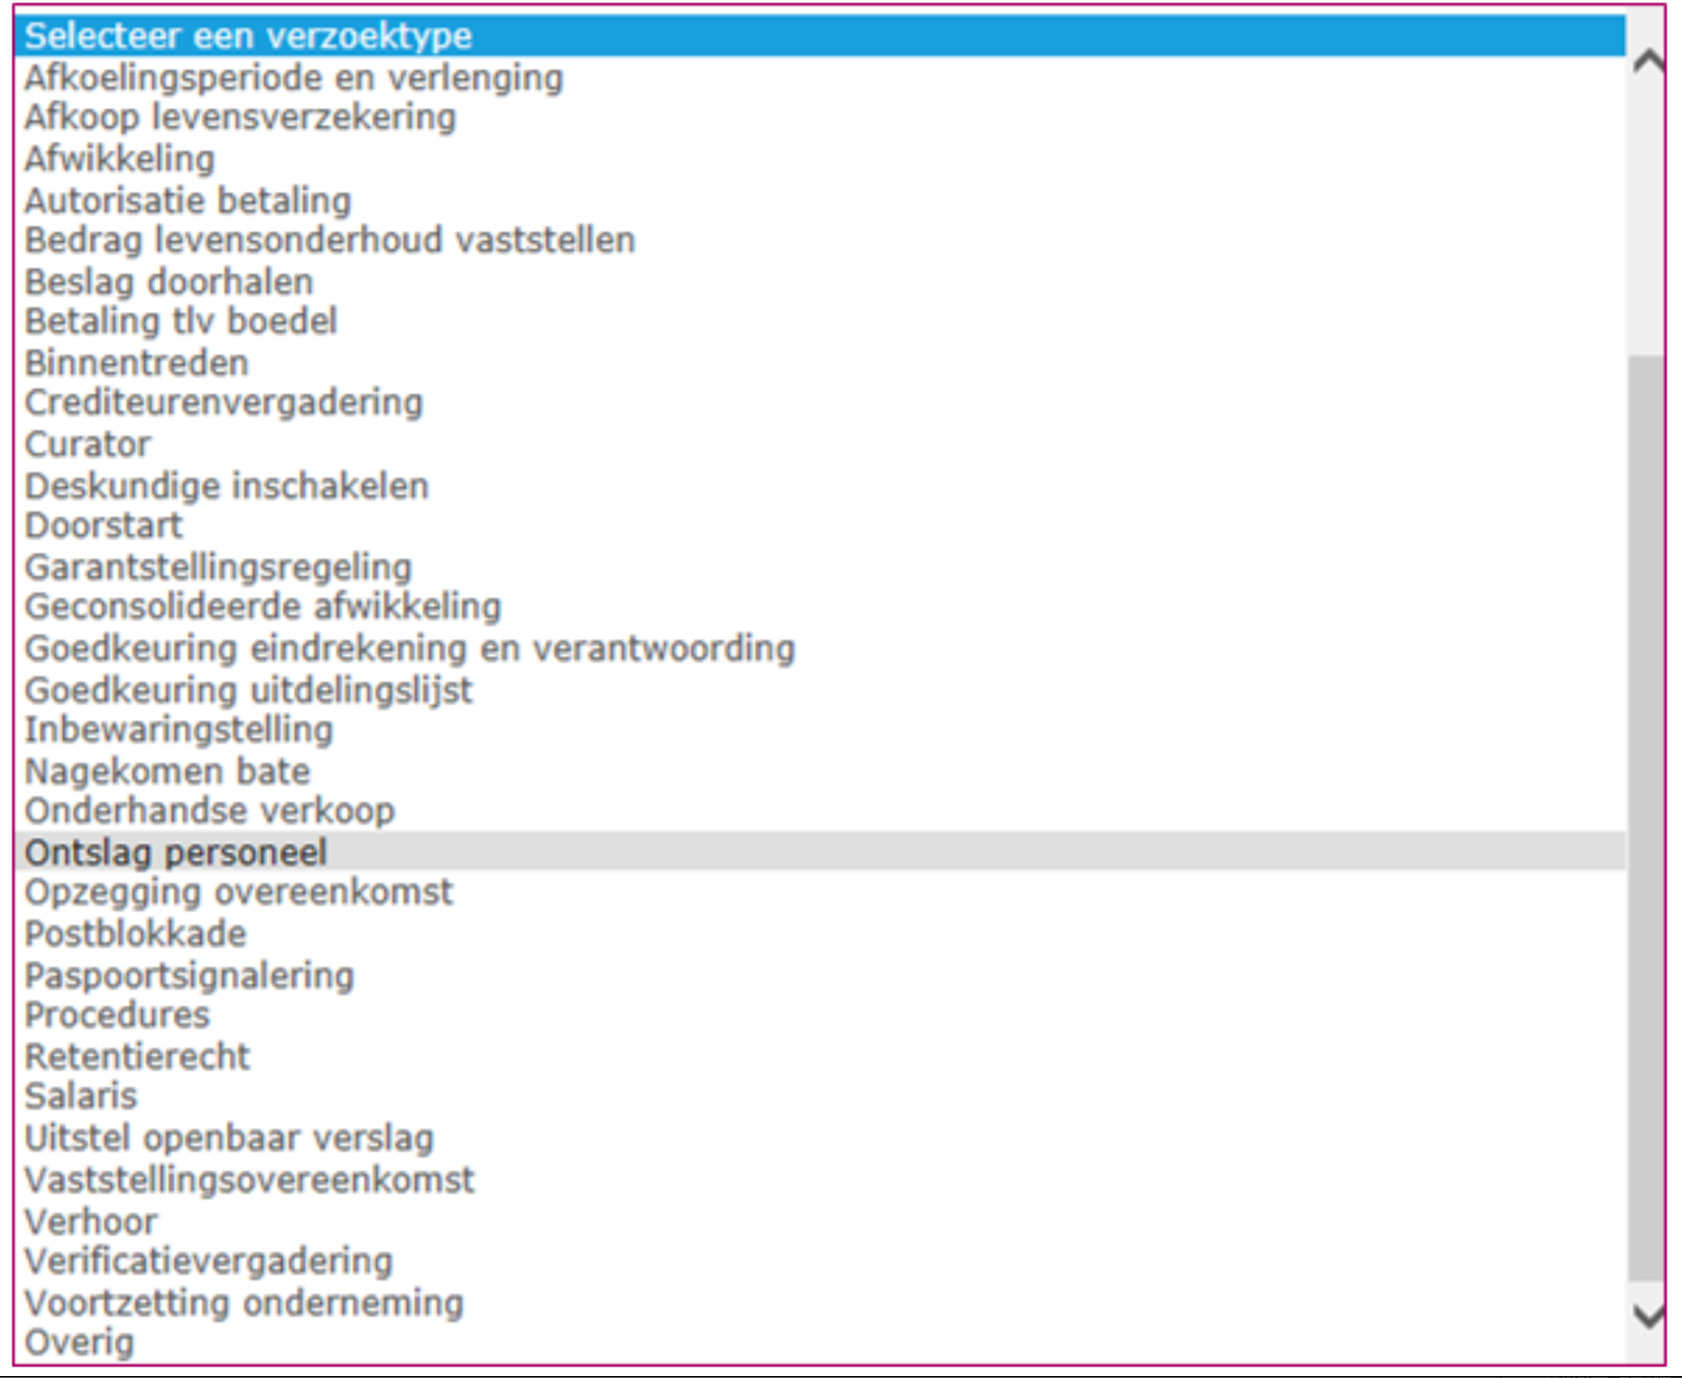 Selecteer een verzoektype
Afkoelingsperiode en verlenging
Afkoop levensverzekering
Afwikkeling
Autorisatie betaling
Bedrag levensonderhoud vaststellen
Beslag doorhalen
Betaling tlv boedel
Binnentreden
Crediteurenvergadering
Curator
Deskundige inschakelen
Doorstart
Garantstellingsregeling
Geconsolideerde afwikkeling
Goedkeuring eindrekening en verantwoording
Goedkeuring uitdelingslijst
Inbewaringstelling
Nagekomen bate
Onderhandse verkoop
Ontslag personeel
Opzegging overeenkomst
Postblokkade
Paspoortsignalering
Procedures
Retentierecht
Salaris
Uitstel openbaar verslag
Vaststellingsovereenkomst
Verhoor
Verificatievergadering
Voortzetting onderneming
Overig